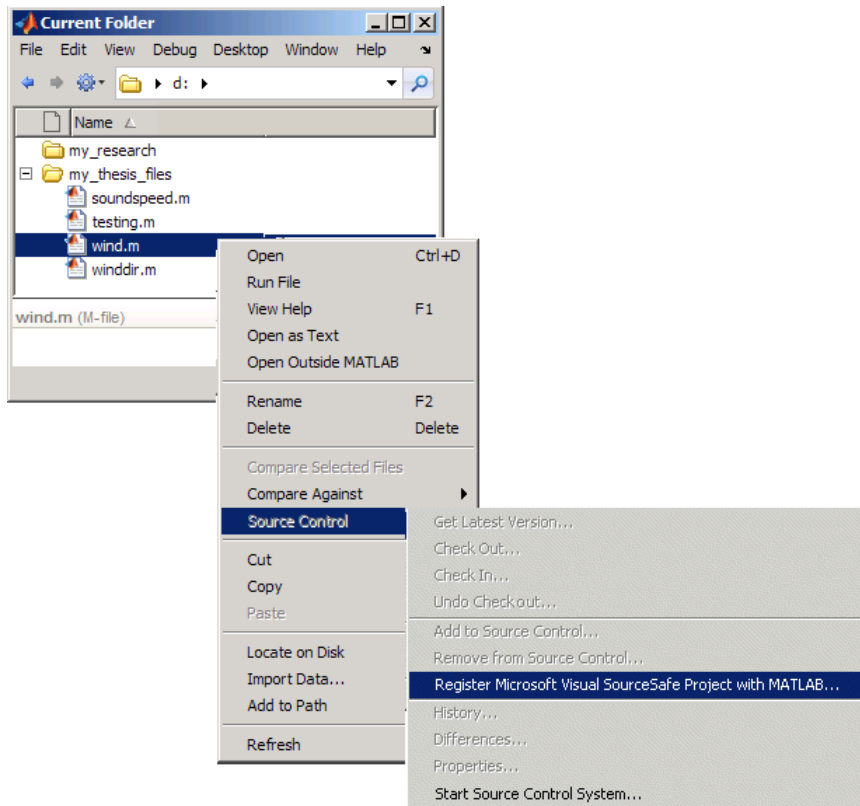 Current Folder
File Edit View Debug Desktop Window Help
d:
Name
my_research
my_thesis_files
soundspeed.m
testing.m
wind.m
winddir.m
wind.m (M-file)
Open Ctrl+D
Run File
View Help F1
Open as Text
Open Outside MATLAB
Rename F2
Delete Delete
Compare Selected Files
Compare Against
Source Control
Cut
Copy
Paste
Locate on Disk
Import Data...
Add to Path
Refresh
Get Latest Version...
Check Out...
Check In...
Undo Checkout...
Add to Source Control...
Remove from Source Control...
Register Microsoft Visual SourceSafe Project with MATLAB...
History...
Differences...
Properties...
Start Source Control System...